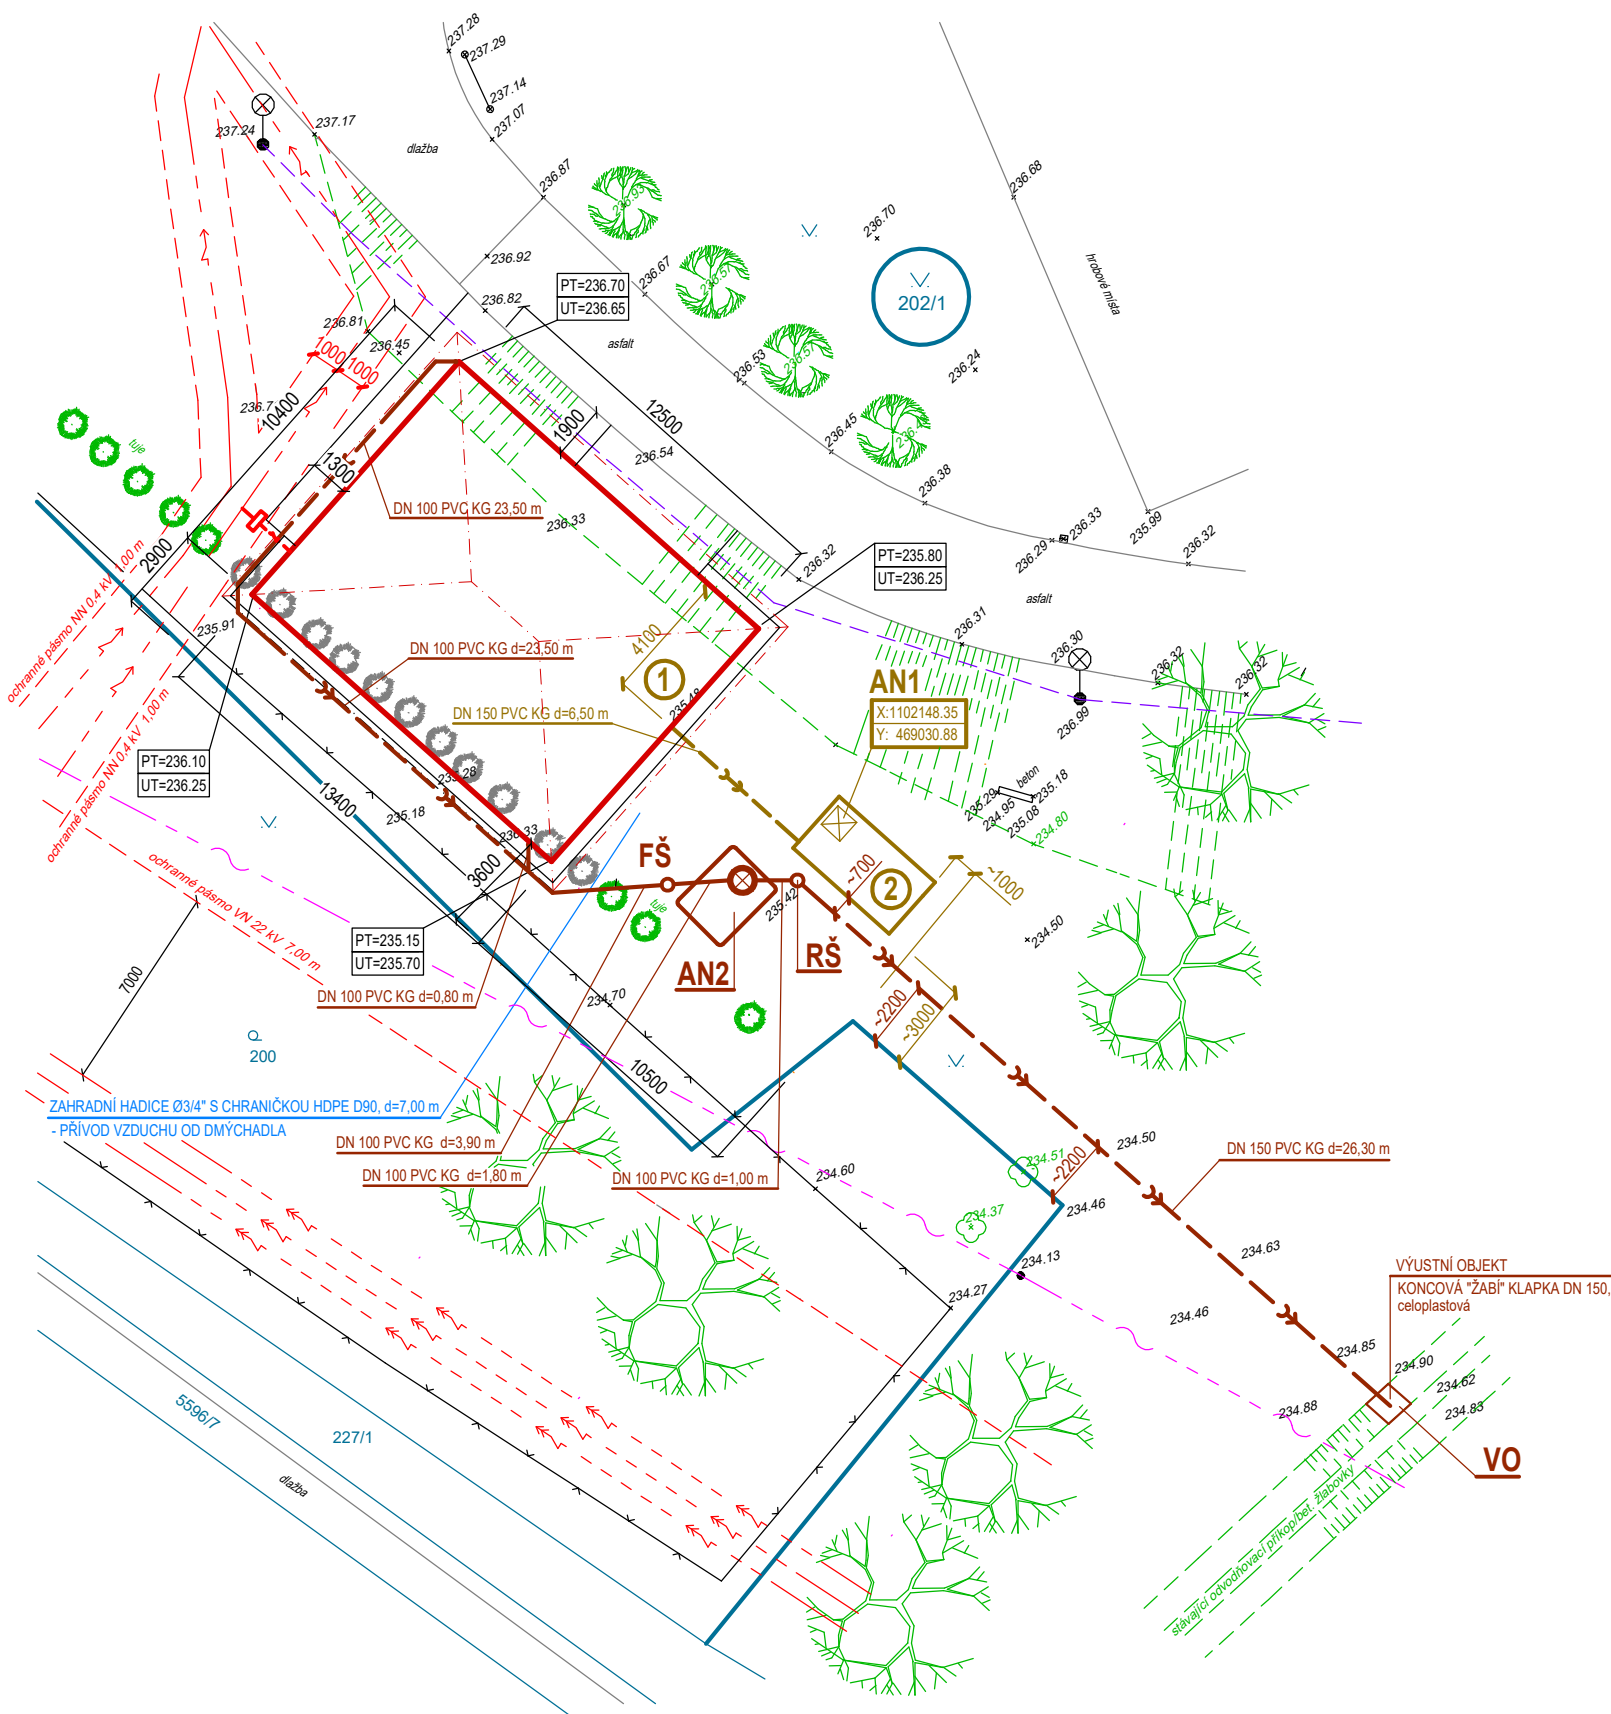 237.28
237.29
237.14
237.07
237.24
237.17
dlažba
236.87
236.93
236.70
236.68
236.92
236.67
236.57
hrobové místa
202/1
PT=236.70
UT=236.65
236.82
236.81
236.45
asfalt
236.53
236.57
236.24
1000
1000
236.7
10400
12500
1900
236.45
236.4
tuje
1300
236.54
236.38
DN 100 PVC KG 23,50 m
236.33
236.29
236.33
235.99
236.32
2900
PT=235.80
UT=236.25
236.32
asfalt
ochranné pásmo NN 0.4 kV 1,00 m
235.91
4100
236.31
236.30
DN 100 PVC KG d=23,50 m
1
AN1
X:1102148.35
Y: 469030.88
236.32
236.32
235.48
DN 150 PVC KG d=6,50 m
236.99
ochranné pásmo NN 0,4 kV 1,00 m
PT=236.10
UT=236.25
235.28
13400
235.18
235.29
234.95
beton
235.18
235.08
234.80
236.33
3600
FŠ
~700
2
~1000
ochranné pásmo VN 22 kV 7,00 m
tuje
235.42
234.50
PT=235.15
UT=235.70
AN2
RŠ
7000
DN 100 PVC KG d=0,80 m
234.70
~2200
~3000
200
10500
ZAHRADNÍ HADICE Ø3/4" S CHRANIČKOU HDPE D90, d=7,00 m
- PŘÍVOD VZDUCHU OD DMÝCHADLA
DN 100 PVC KG d=3,90 m
DN 100 PVC KG d=1,80 m
DN 100 PVC KG d=1,00 m
234.60
234.51
~2200
234.50
DN 150 PVC KG d=26,30 m
234.46
234.37
234.13
234.63
234.27
VÝUSTNÍ OBJEKT
KONCOVÁ "ŽABÍ" KLAPKA DN 150,
celoplastová
234.46
234.85
234.90
234.62
234.88
234.83
5596/7
227/1
dlažba
VO
stávající odvodňovací příkop/bet. žlabovky